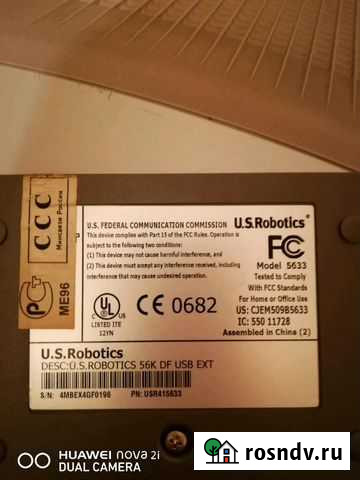 U.S. FEDERAL COMMUNICATION COMMISSION
This device complies with Part 15 of the FCC Rules. Operation is
subject to the following two conditions:
(1) This device may not cause harmful interference, and
(2) This device must accept any interference received, including
interference that may cause undesired operation.
U.S.Robotics®
FC
Model 5633
Tested to Comply
With FCC Standards
For Home or Office Use
US: CJEM509B5633
IC: 550 11728
Assembled in China (2)
UL
LISTED ITE
12YN
CE 0682
U.S.Robotics
DESC:U.S.ROBOTICS 56K DF USB EXT
S/N: 4MBEX4GF0196
PN: USR415633
ССС
Минсвязи России
РСТ
МЕ96
HUAWEI nova 2i
DUAL CAMERA
rosndv.ru